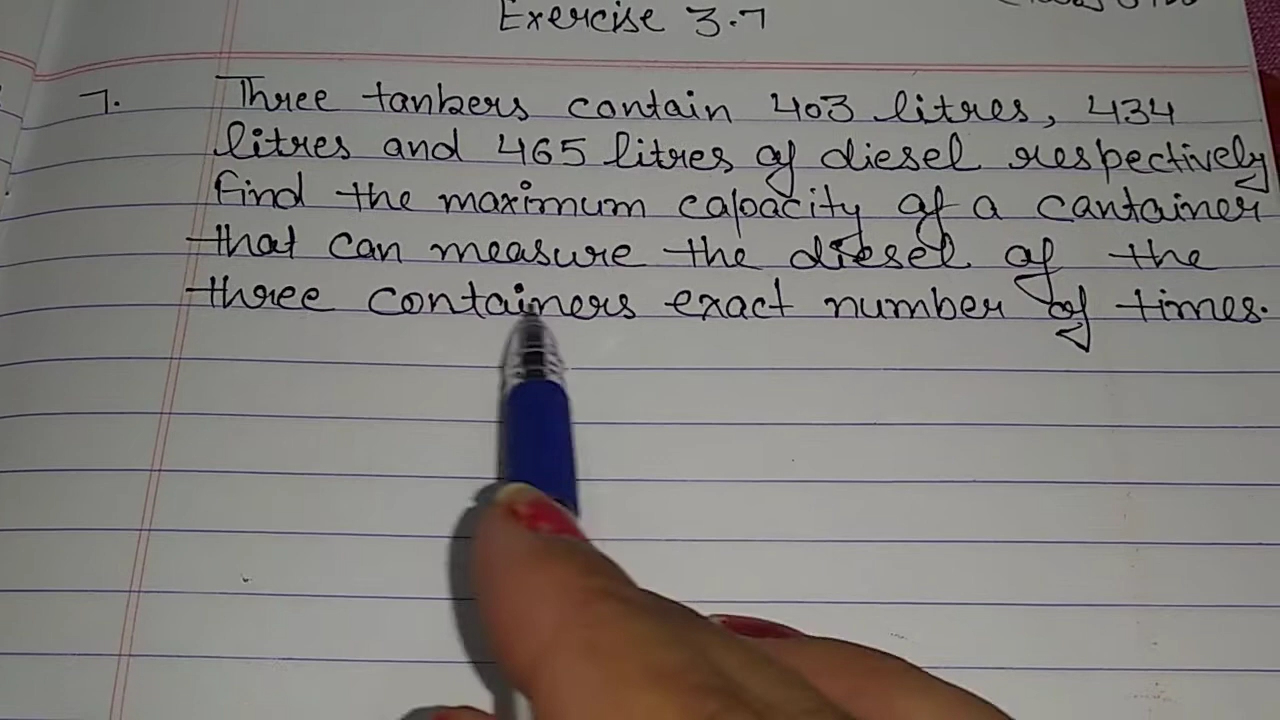 Exercise 3.7
7. Three tankers contain 403 litres, 434
litres and 465 litres of diesel respectively
find the maximum capacity of a cantainer
that can measure the diesel of the
three containers exact number of times.